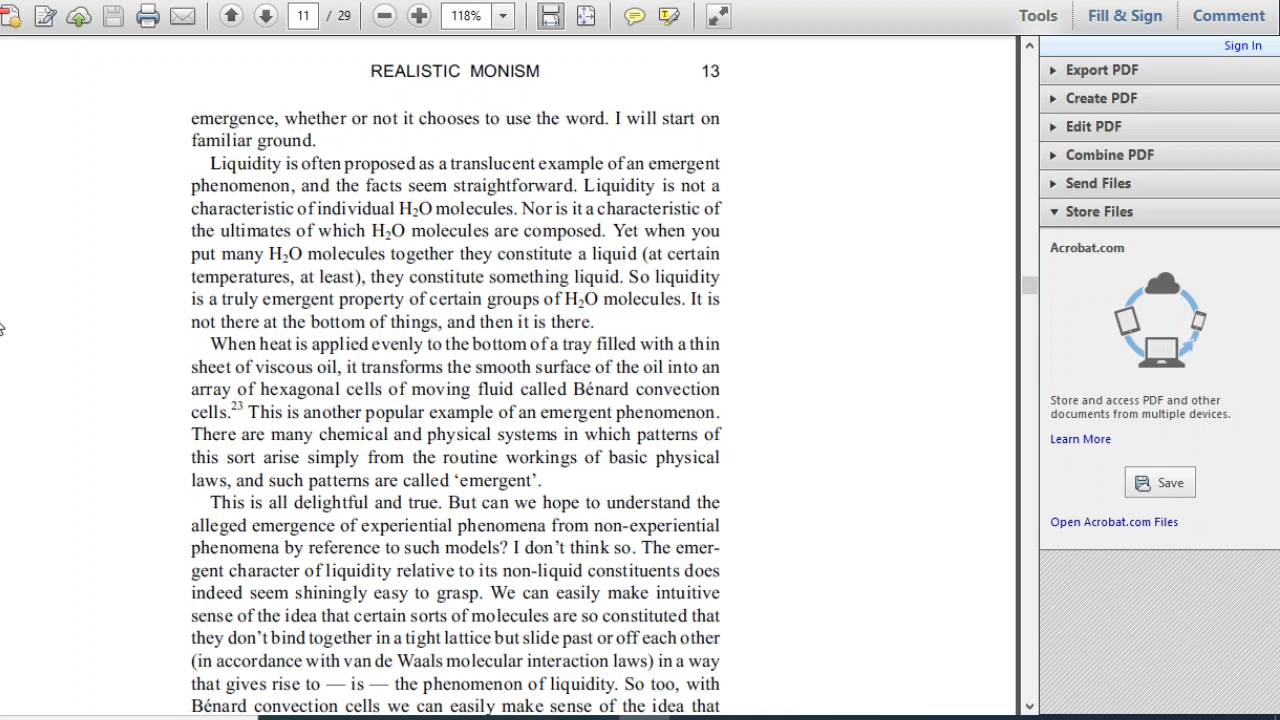 11 / 29 118% Tools Fill & Sign Comment
Sign In
REALISTIC MONISM 13
emergence, whether or not it chooses to use the word. I will start on
familiar ground.
Liquidity is often proposed as a translucent example of an emergent
phenomenon, and the facts seem straightforward. Liquidity is not a
characteristic of individual H₂O molecules. Nor is it a characteristic of
the ultimates of which H₂O molecules are composed. Yet when you
put many H₂O molecules together they constitute a liquid (at certain
temperatures, at least), they constitute something liquid. So liquidity
is a truly emergent property of certain groups of H₂O molecules. It is
not there at the bottom of things, and then it is there.
When heat is applied evenly to the bottom of a tray filled with a thin
sheet of viscous oil, it transforms the smooth surface of the oil into an
array of hexagonal cells of moving fluid called Bénard convection
cells.²³ This is another popular example of an emergent phenomenon.
There are many chemical and physical systems in which patterns of
this sort arise simply from the routine workings of basic physical
laws, and such patterns are called ‘emergent’.
This is all delightful and true. But can we hope to understand the
alleged emergence of experiential phenomena from non-experiential
phenomena by reference to such models? I don’t think so. The emer-
gent character of liquidity relative to its non-liquid constituents does
indeed seem shiningly easy to grasp. We can easily make intuitive
sense of the idea that certain sorts of molecules are so constituted that
they don’t bind together in a tight lattice but slide past or off each other
(in accordance with van de Waals molecular interaction laws) in a way
that gives rise to — is — the phenomenon of liquidity. So too, with
Bénard convection cells we can easily make sense of the idea that
Export PDF
Create PDF
Edit PDF
Combine PDF
Send Files
Store Files
Acrobat.com
Store and access PDF and other
documents from multiple devices.
Learn More
Save
Open Acrobat.com Files